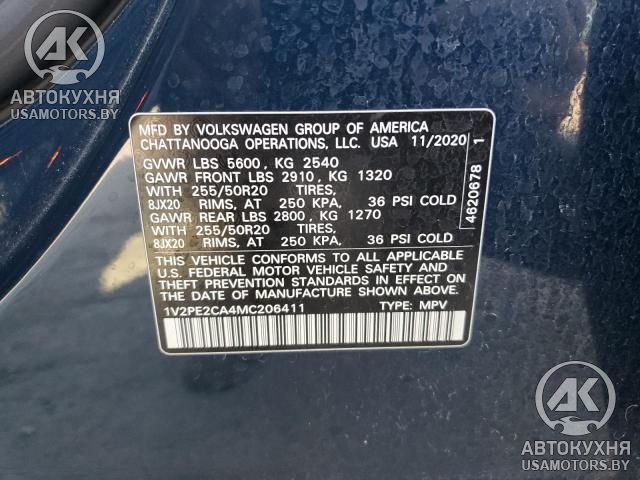 AK
АВТОКУХНЯ
USAMOTORS.BY
MFD BY VOLKSWAGEN GROUP OF AMERICA
CHATTANOOGA OPERATIONS, LLC. USA 11/2020
GVWR LBS 5600, KG 2540
GAWR FRONT LBS 2910, KG 1320
WITH 255/50R20 TIRES,
8JX20 RIMS, AT 250 KPA, 36 PSI COLD
GAWR REAR LBS 2800, KG 1270
WITH 255/50R20 TIRES,
8JX20 RIMS, AT 250 KPA, 36 PSI COLD
THIS VEHICLE CONFORMS TO ALL APPLICABLE
U.S. FEDERAL MOTOR VEHICLE SAFETY AND
THEFT PREVENTION STANDARDS IN EFFECT ON
THE DATE OF MANUFACTURE SHOWN ABOVE.
1V2PE2CA4MC206411 TYPE: MPV
4620678 1
AK
АВТОКУХНЯ
USAMOTORS.BY